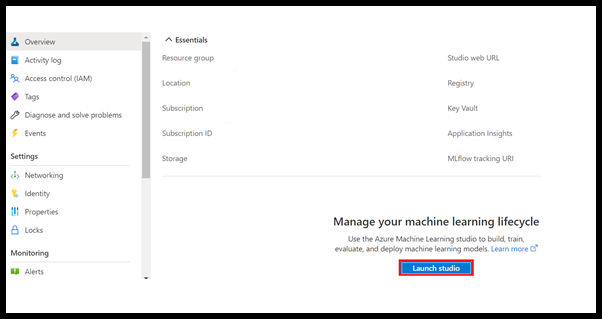 Overview
Activity log
Access control (IAM)
Tags
Diagnose and solve problems
Events
Settings
Networking
Identity
Properties
Locks
Monitoring
Alerts
Essentials
Resource group
Studio web URL
Location
Registry
Subscription
Key Vault
Subscription ID
Application Insights
Storage
MLflow tracking URI
Manage your machine learning lifecycle
Use the Azure Machine Learning studio to build, train,
evaluate, and deploy machine learning models. Learn more
Launch studio